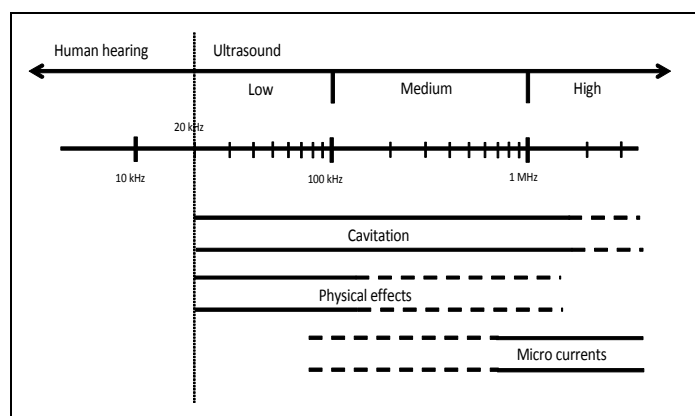 Human hearing Ultrasound
Low Medium High
20 kHz
10 kHz 100 kHz 1 MHz
Cavitation
Physical effects
Micro currents